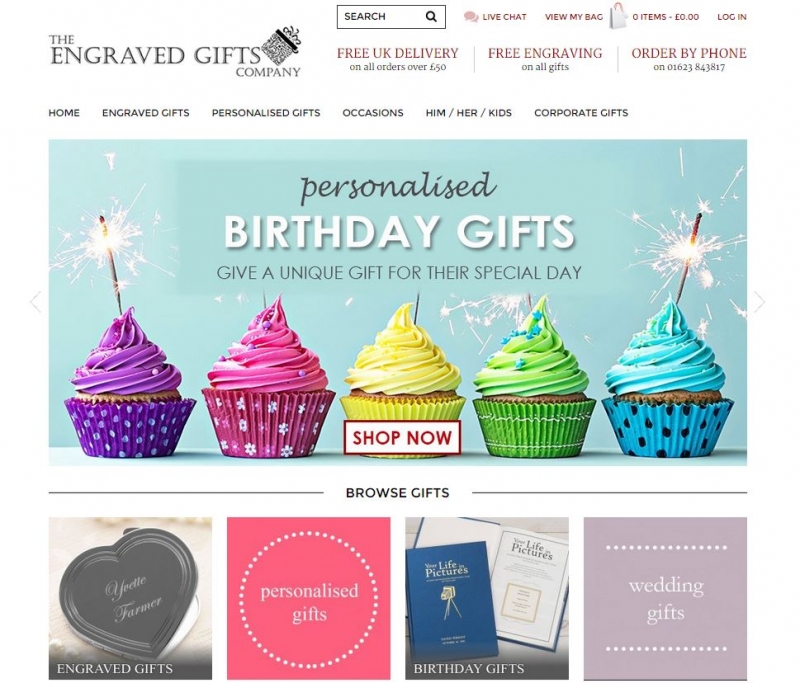 THE
ENGRAVED GIFTS
COMPANY
SEARCH
LIVE CHAT
VIEW MY BAG
0 ITEMS - £0.00
LOG IN
FREE UK DELIVERY
on all orders over £50
FREE ENGRAVING
on all gifts
ORDER BY PHONE
on 01623 843817
HOME
ENGRAVED GIFTS
PERSONALISED GIFTS
OCCASIONS
HIM / HER / KIDS
CORPORATE GIFTS
personalised
BIRTHDAY GIFTS
GIVE A UNIQUE GIFT FOR THEIR SPECIAL DAY
SHOP NOW
BROWSE GIFTS
Yvette
Farmer
ENGRAVED GIFTS
personalised
gifts
Your Life in
Pictures
Your Life in
Pictures
BIRTHDAY GIFTS
wedding
gifts